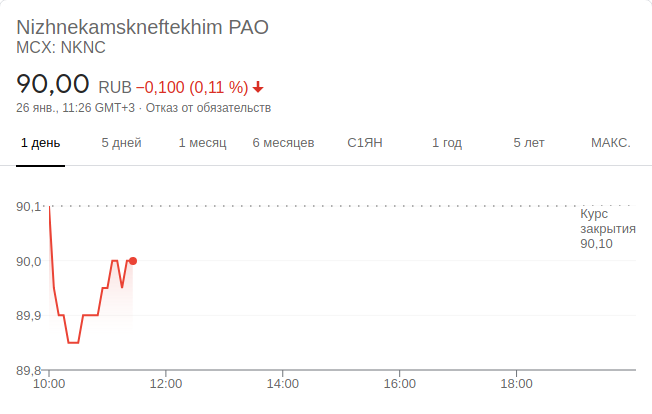 Nizhnekamskneftekhim PAO
MCX: NKNC
90,00 RUB −0,100 (0,11 %)
26 янв., 11:26 GMT+3 · Отказ от обязательств
1 день 5 дней 1 месяц 6 месяцев С1ЯН 1 год 5 лет МАКС.
90,1
Курс
закрытия
90,10
90,0
89,9
89,8
10:00 12:00 14:00 16:00 18:00